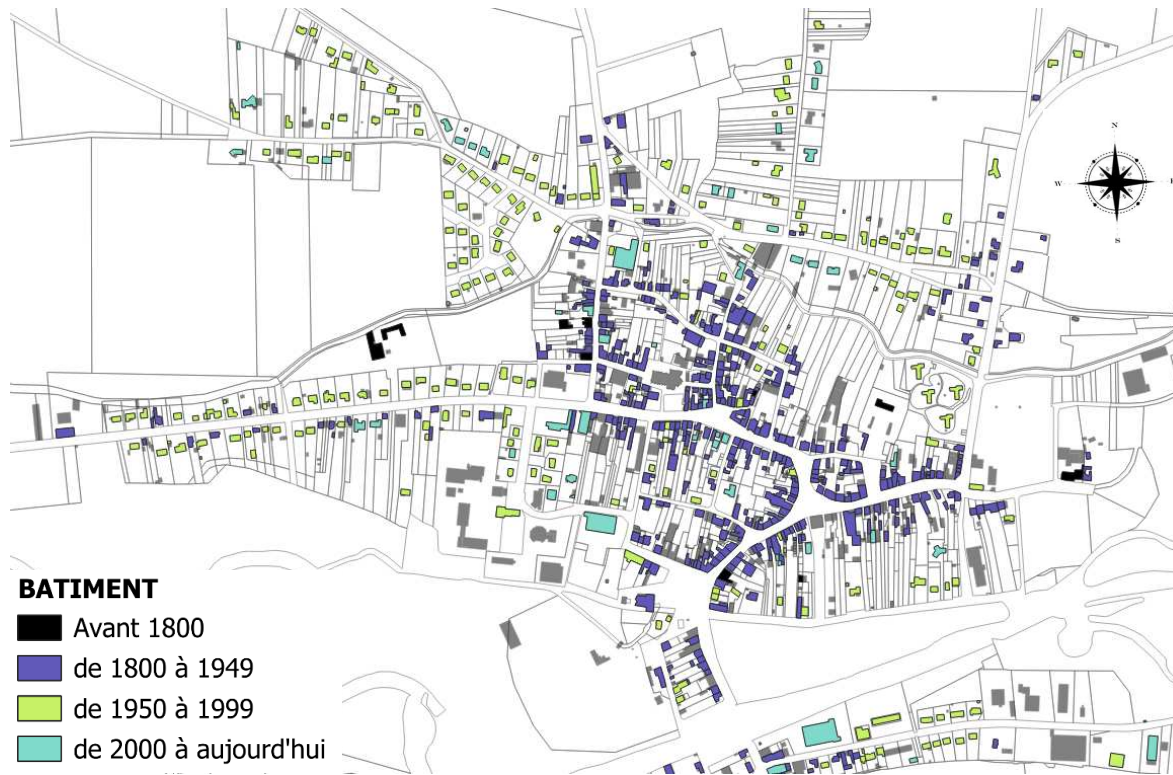 N
W
S
BATIMENT
Avant 1800
de 1800 à 1949
de 1950 à 1999
de 2000 à aujourd'hui